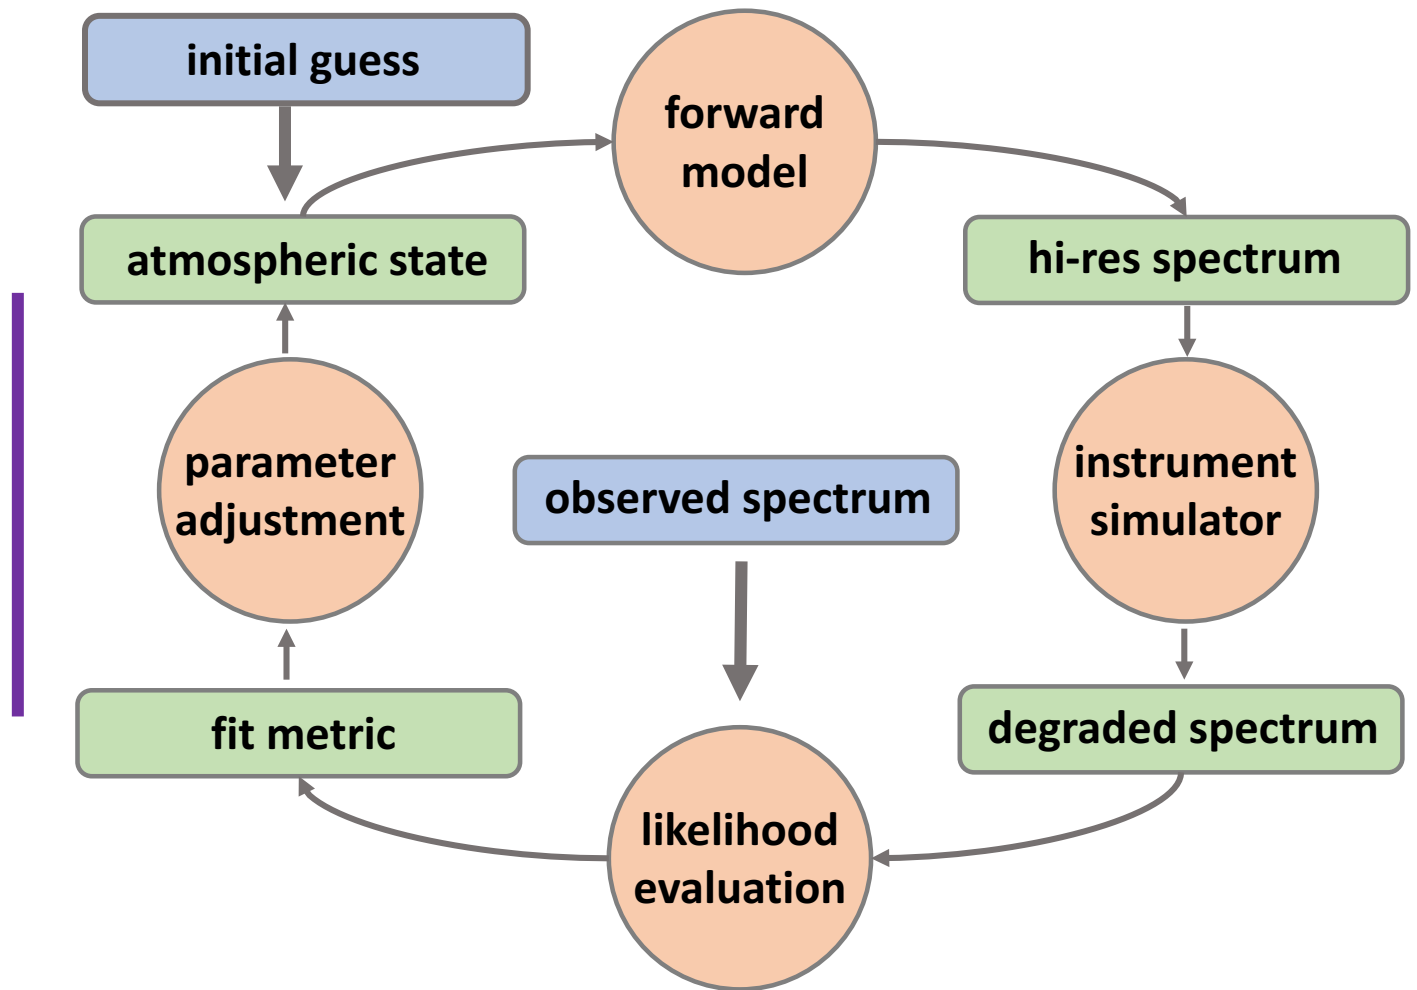 initial guess
forward
model
atmospheric state
hi-res spectrum
parameter
adjustment
observed spectrum
instrument
simulator
fit metric
degraded spectrum
likelihood
evaluation